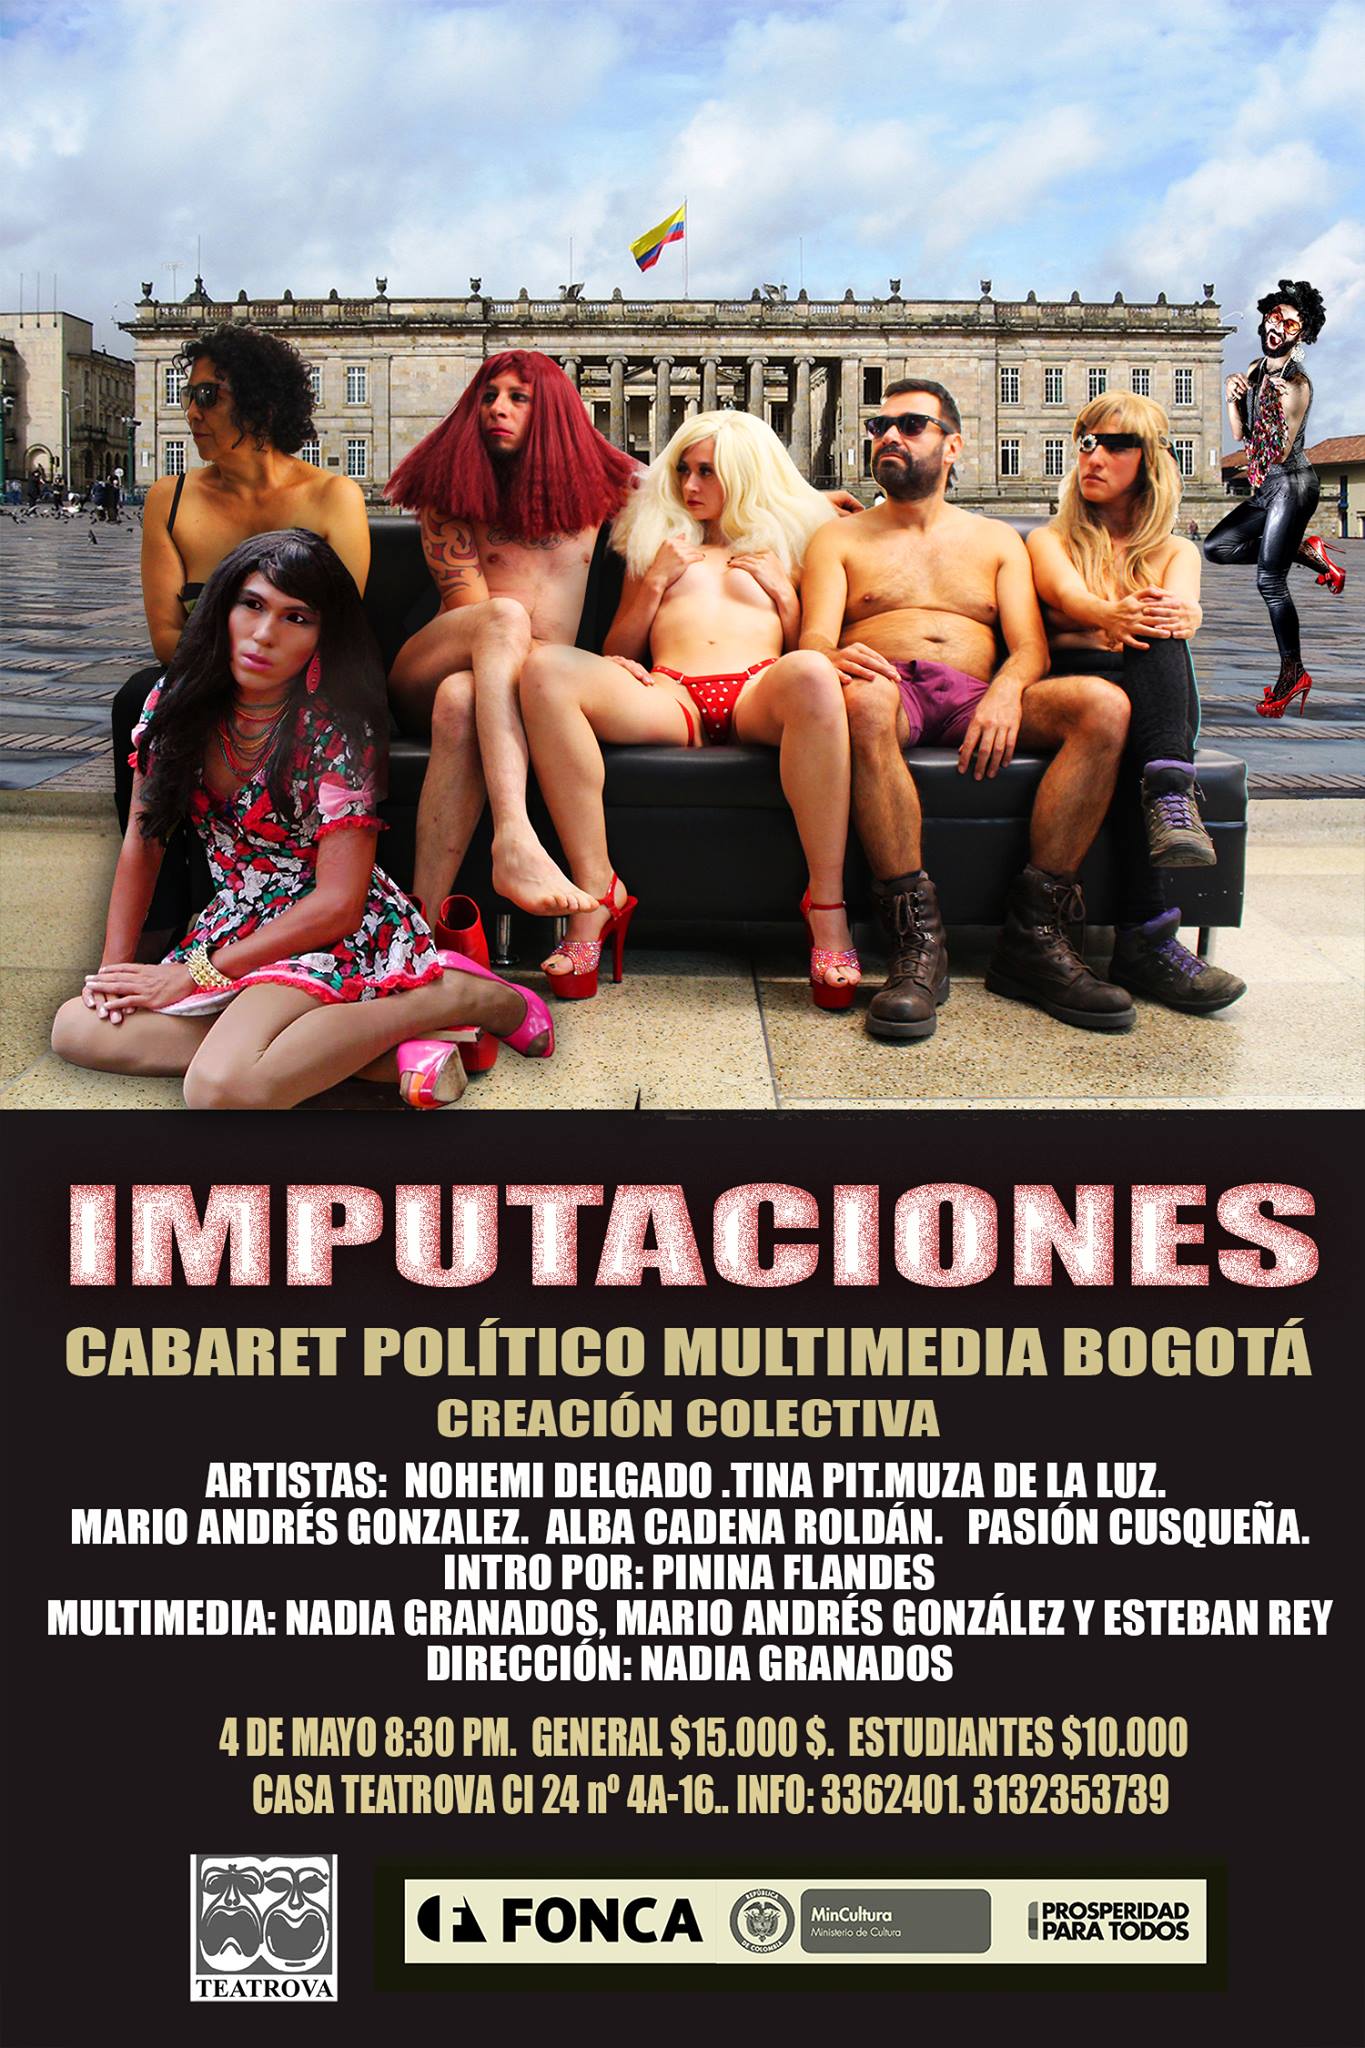 IMPUTACIONES
CABARET POLÍTICO MULTIMEDIA BOGOTÁ
CREACIÓN COLECTIVA
ARTISTAS: NOHEMI DELGADO .TINA PIT.MUZA DE LA LUZ.
MARIO ANDRÉS GONZALEZ. ALBA CADENA ROLDÁN. PASIÓN CUSQUEÑA.
INTRO POR: PININA FLANDES
MULTIMEDIA: NADIA GRANADOS, MARIO ANDRÉS GONZÁLEZ Y ESTEBAN REY
DIRECCIÓN: NADIA GRANADOS
4 DE MAYO 8:30 PM. GENERAL $15.000 $. ESTUDIANTES $10.000
CASA TEATROVA Cl 24 nº 4A-16.. INFO: 3362401. 3132353739
TEATROVA
FONCA
REPÚBLICA
DE COLOMBIA
MinCultura
Ministerio de Cultura
PROSPERIDAD
PARA TODOS